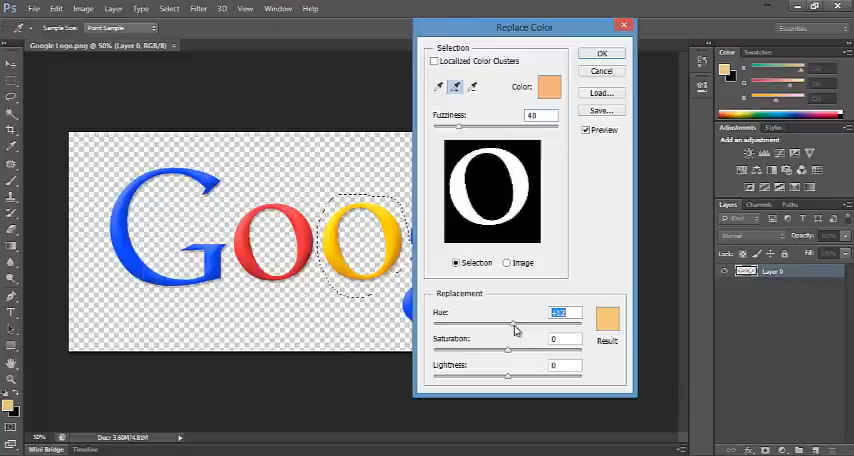 Ps File Edit Image Layer Type Select Filter 3D View Window Help
Sample Size: Point Sample
Essentials
Google Logo.png @ 50% (Layer 0, RGB/8) ×
Goo
Replace Color
Selection
Localized Color Clusters
Color:
Fuzziness: 40
Selection Image
OK
Cancel
Load...
Save...
Preview
Replacement
Hue: +12
Saturation: 0
Lightness: 0
Result
Color Swatches
R
G
B
Adjustments Styles
Add an adjustment
Layers Channels Paths
Kind
Normal Opacity: 100%
Lock: Fill: 100%
Layer 0
50% Doc: 3.60M/4.81M
Mini Bridge Timeline